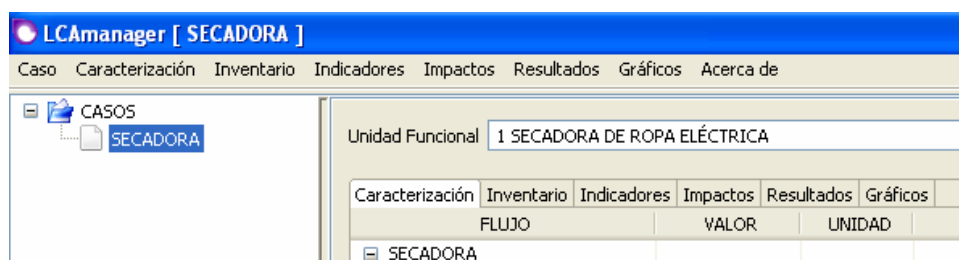 LCAmanager [ SECADORA ]
Caso Caracterización Inventario Indicadores Impactos Resultados Gráficos Acerca de
CASOS
SECADORA
Unidad Funcional 1 SECADORA DE ROPA ELÉCTRICA
Caracterización Inventario Indicadores Impactos Resultados Gráficos
FLUJO VALOR UNIDAD
SECADORA